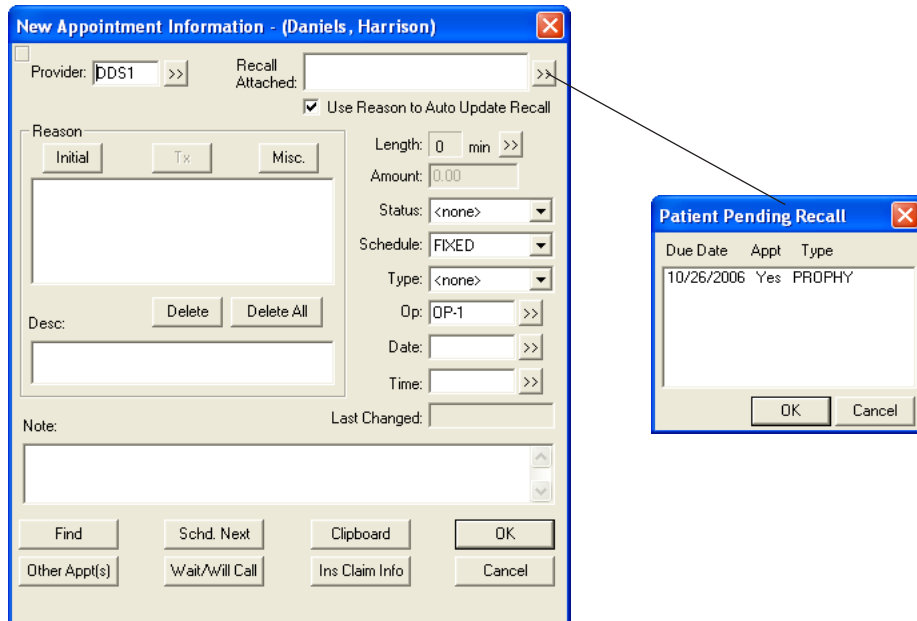 New Appointment Information - (Daniels, Harrison)
Provider: DDS1 >>
Recall
Attached: >>
Use Reason to Auto Update Recall
Reason
Initial Tx Misc.
Delete Delete All
Desc:
Length: 0 min >>
Amount: 0.00
Status: <none>
Schedule: FIXED
Type: <none>
Op: OP-1 >>
Date: >>
Time: >>
Last Changed:
Note:
Find Schd. Next Clipboard OK
Other Appt(s) Wait/Will Call Ins Claim Info Cancel
Patient Pending Recall
Due Date Appt Type
10/26/2006 Yes PROPHY
OK Cancel